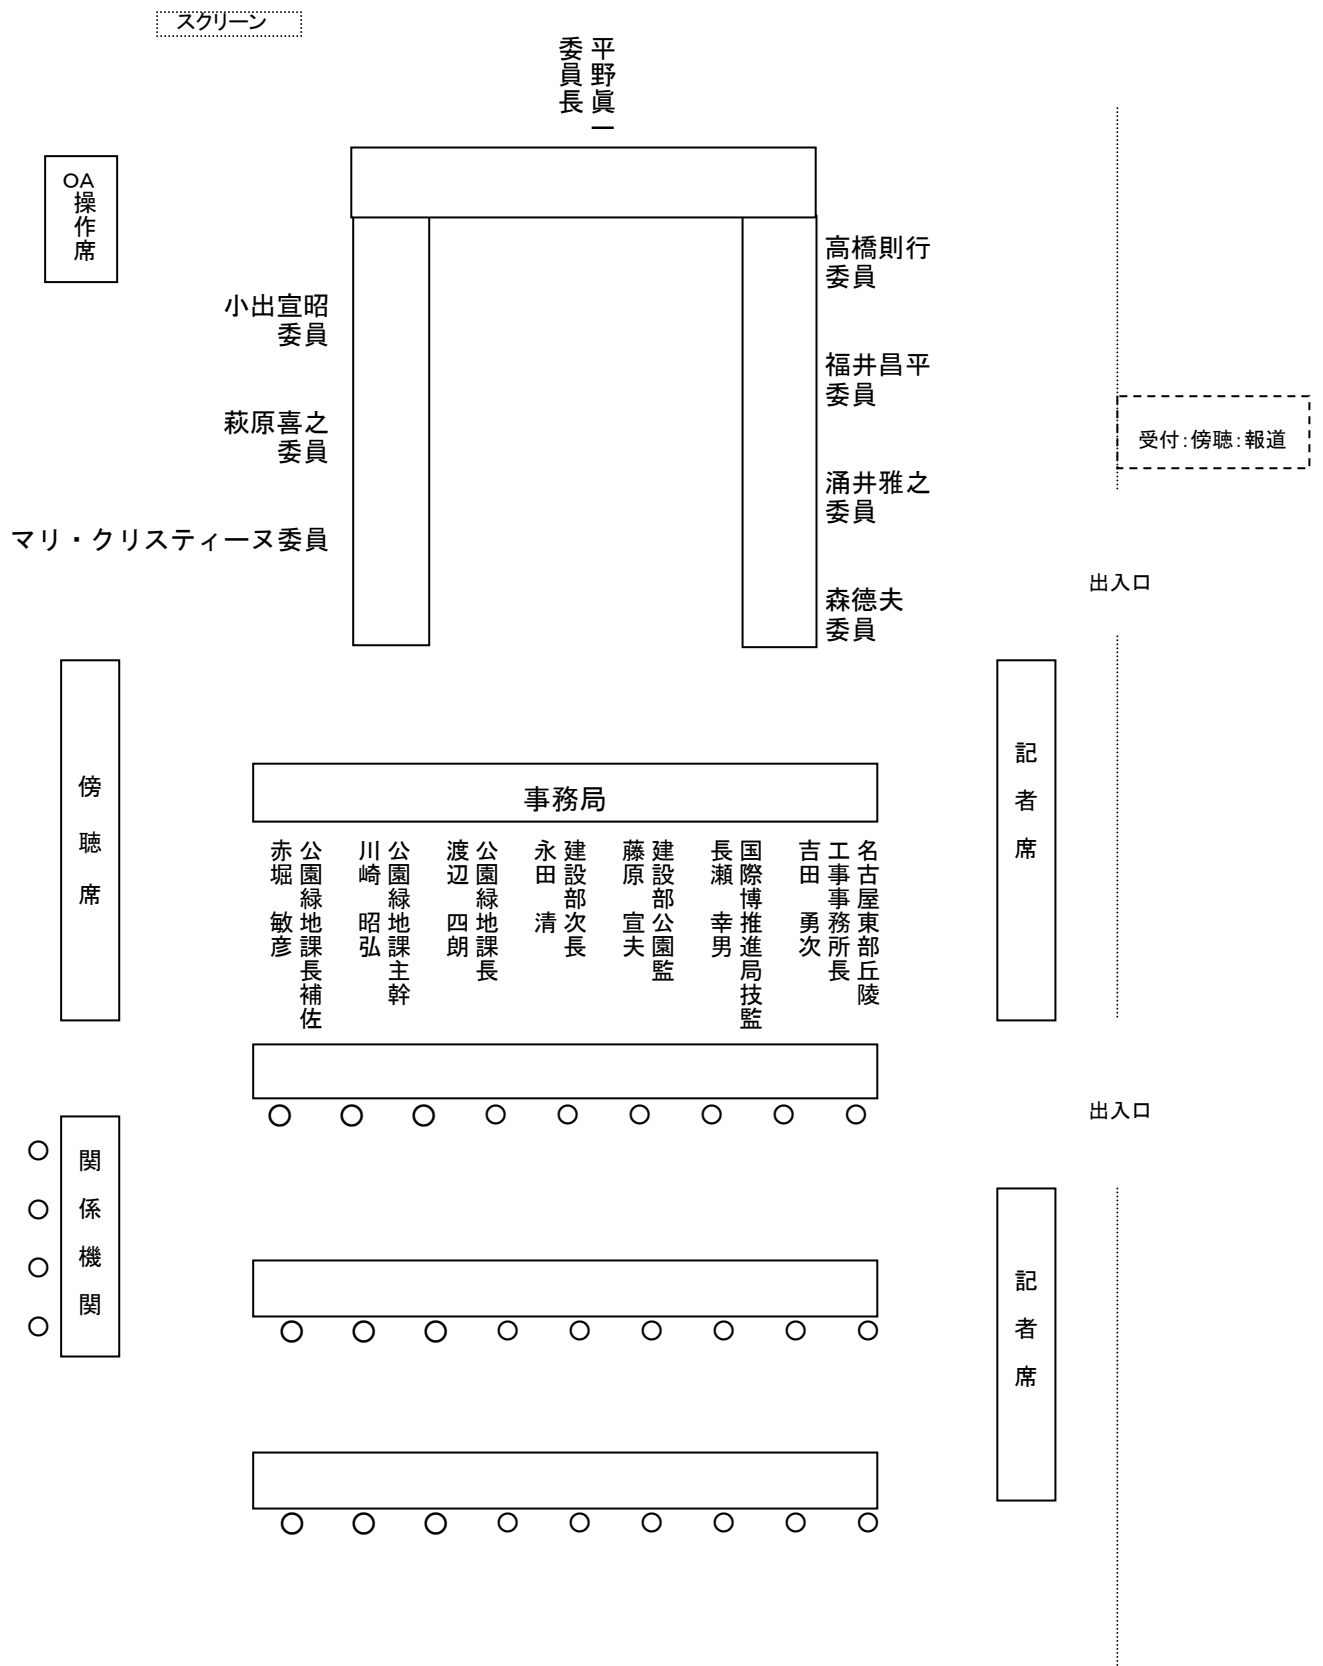 スクリーン
平野眞一
委員長
OA
操作席
高橋則行
委員
小出宣昭
委員
福井昌平
委員
萩原喜之
委員
受付:傍聴:報道
涌井雅之
委員
マリ・クリスティーヌ委員
出入口
森德夫
委員
傍聴席
事務局
記者席
名古屋東部丘陵
工事事務所長
吉田 勇次
国際博推進局技監
長瀬 幸男
建設部公園監
藤原 宣夫
建設部次長
永田 清
公園緑地課長
渡辺 四朗
公園緑地課主幹
川崎 昭弘
公園緑地課長補佐
赤堀 敏彦
出入口
関係機関
記者席